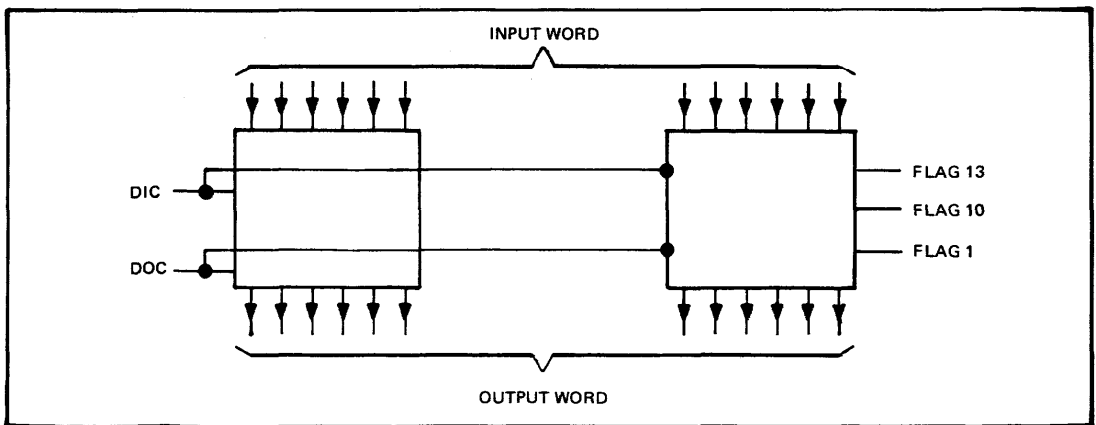 INPUT WORD
DIC
DOC
FLAG 13
FLAG 10
FLAG 1
OUTPUT WORD